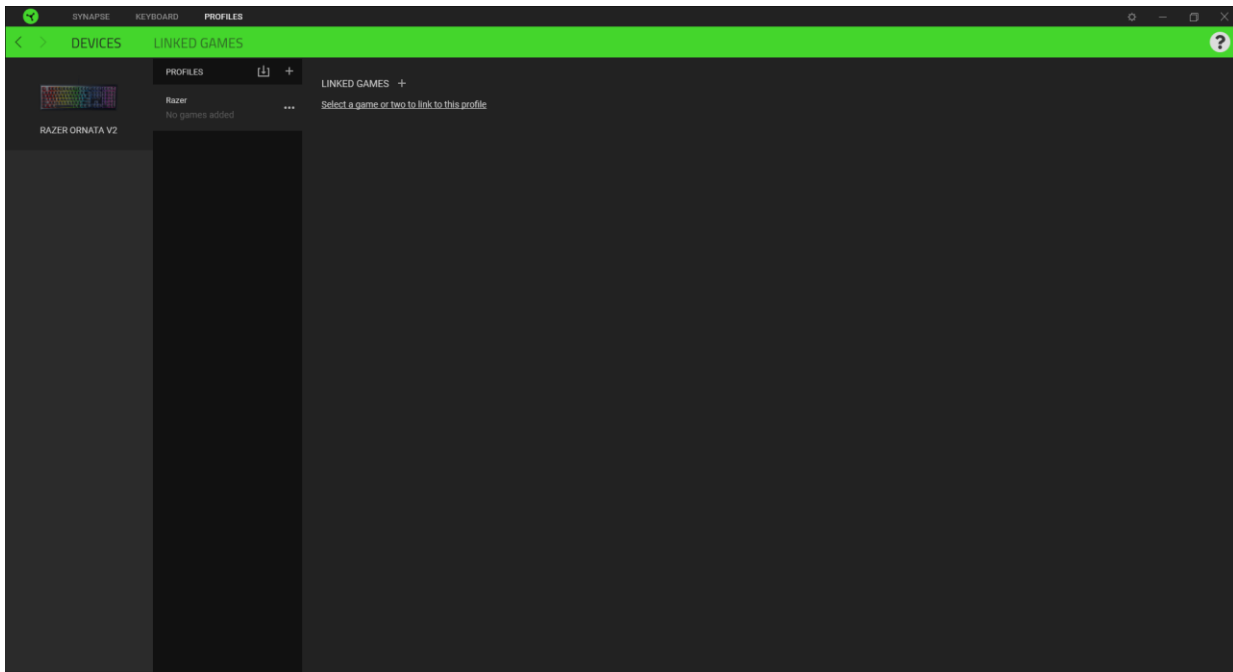 SYNAPSE KEYBOARD PROFILES
DEVICES LINKED GAMES
RAZER ORNATA V2
PROFILES
Razer
No games added
LINKED GAMES +
Select a game or two to link to this profile